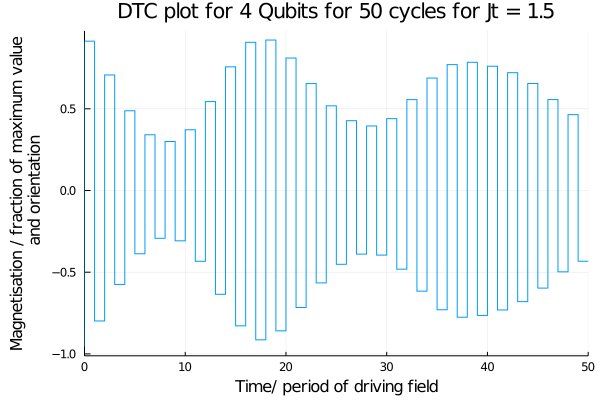 DTC plot for 4 Qubits for 50 cycles for Jt = 1.5
Magnetisation / fraction of maximum value
and orientation
0.5
0.0
−0.5
−1.0
0
10
20
30
40
50
Time/ period of driving field